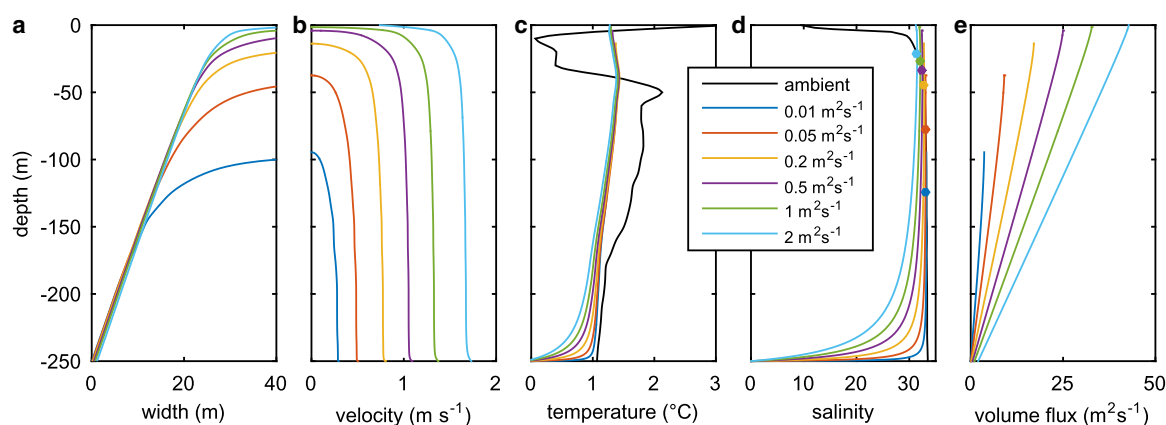 a b c d e
0
-50
-100
-150
-200
-250
depth (m)
0 20 40
width (m)
0 1 2
velocity (m s-1)
0 1 2 3
temperature (°C)
0 10 20 30
salinity
0 25 50
volume flux (m2s-1)
ambient
0.01 m2s-1
0.05 m2s-1
0.2 m2s-1
0.5 m2s-1
1 m2s-1
2 m2s-1